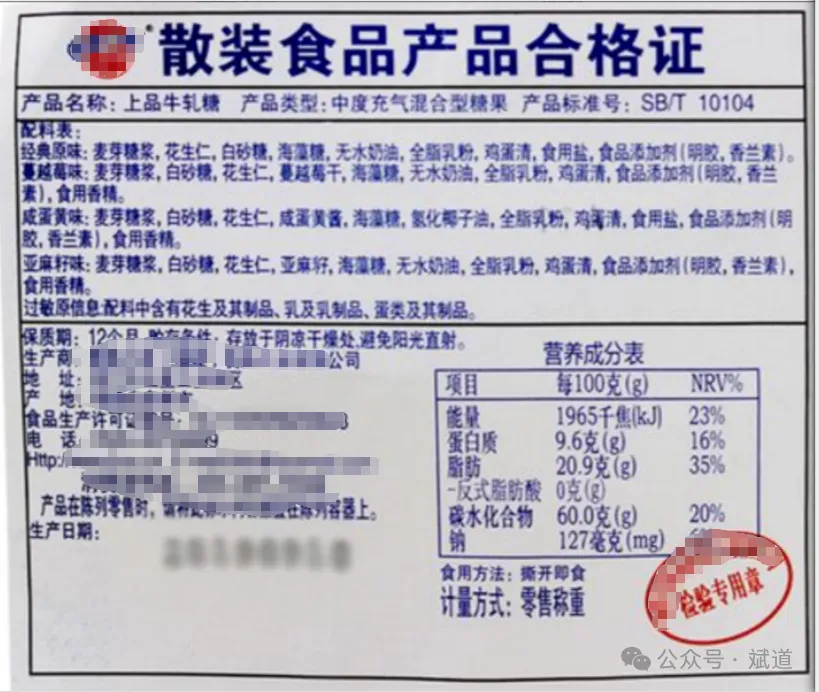 散装食品产品合格证
产品名称：上品牛轧糖 产品类型：中度充气混合型糖果 产品标准号：SB/T 10104
配料表：
经典原味：麦芽糖浆，花生仁，白砂糖，海藻糖，无水奶油，全脂乳粉，鸡蛋清，食用盐，食品添加剂（明胶，香兰素）。
蔓越莓味：麦芽糖浆，白砂糖，花生仁，蔓越莓干，海藻糖，无水奶油，全脂乳粉，鸡蛋清，食品添加剂（明胶，香兰
素），食用香精。
咸蛋黄味：麦芽糖浆，白砂糖，花生仁，咸蛋黄酱，海藻糖，氢化椰子油，全脂乳粉，鸡蛋清，食用盐，食品添加剂（明
胶，香兰素），食用香精。
亚麻籽味：麦芽糖浆，白砂糖，花生仁，亚麻籽，海藻糖，无水奶油，全脂乳粉，鸡蛋清，食品添加剂（明胶，香兰素），
食用香精。
过敏原信息：配料中含有花生及其制品、乳及乳制品、蛋类及其制品。
保质期：12个月 贮存条件：存放于阴凉干燥处，避免阳光直射。
生产商 公司
地 址： 区
产 地
食品生产许可证
电 话
Http:/
产品在陈列零售时， 在陈列容器上。
生产日期：
营养成分表
项目 每100克(g) NRV%
能量 1965千焦(kJ) 23%
蛋白质 9.6克(g) 16%
脂肪 20.9克(g) 35%
-反式脂肪酸 0克(g)
碳水化合物 60.0克(g) 20%
钠 127毫克(mg)
食用方法：撕开即食
计量方式：零售称重
检验专用章
公众号·斌道